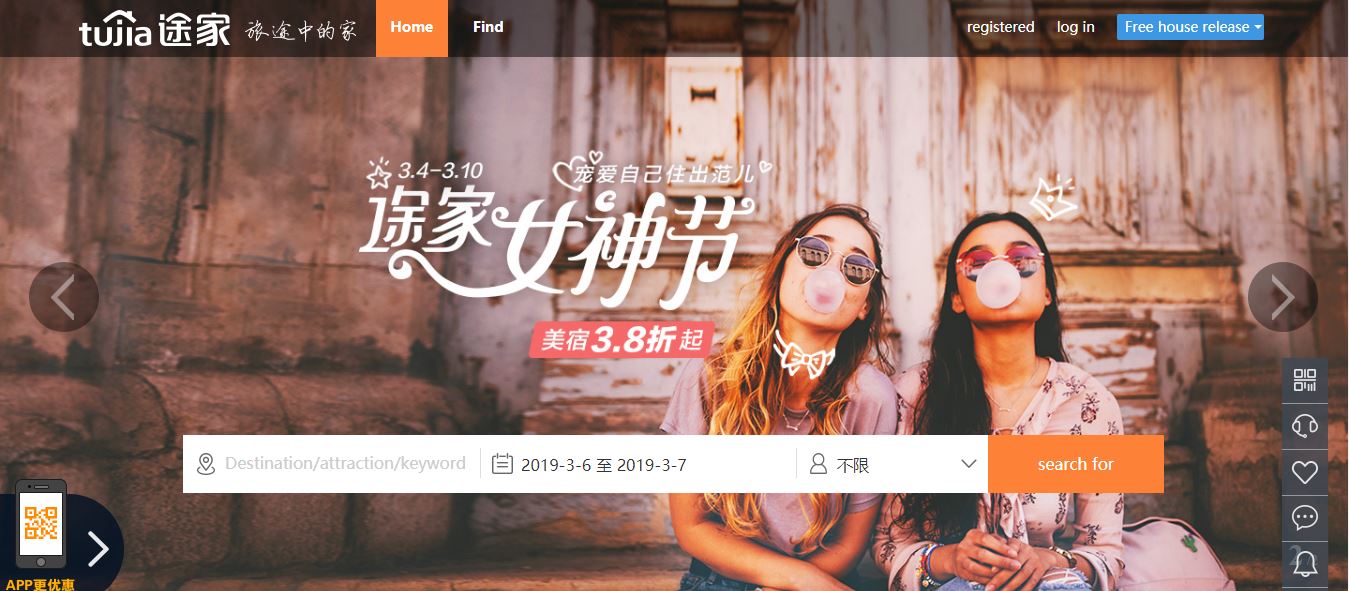 tujia 途家 旅途中的家
Home
Find
registered
log in
Free house release
3.4-3.10
宠爱自己住出范儿
途家女神节
美宿3.8折起
Destination/attraction/keyword
2019-3-6 至 2019-3-7
不限
search for
APP更优惠